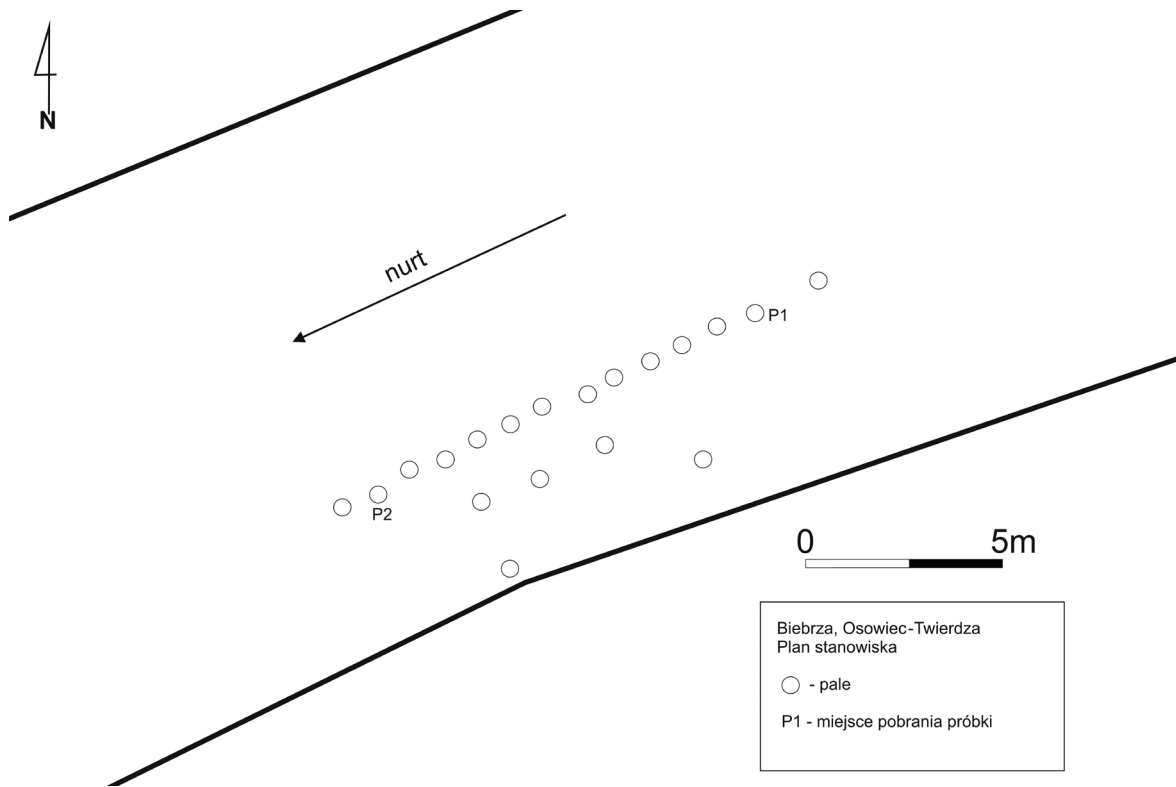 N
nurt
P1
P2
0 5m
Biebrza, Osowiec-Twierdza
Plan stanowiska
- pale
P1 - miejsce pobrania próbki